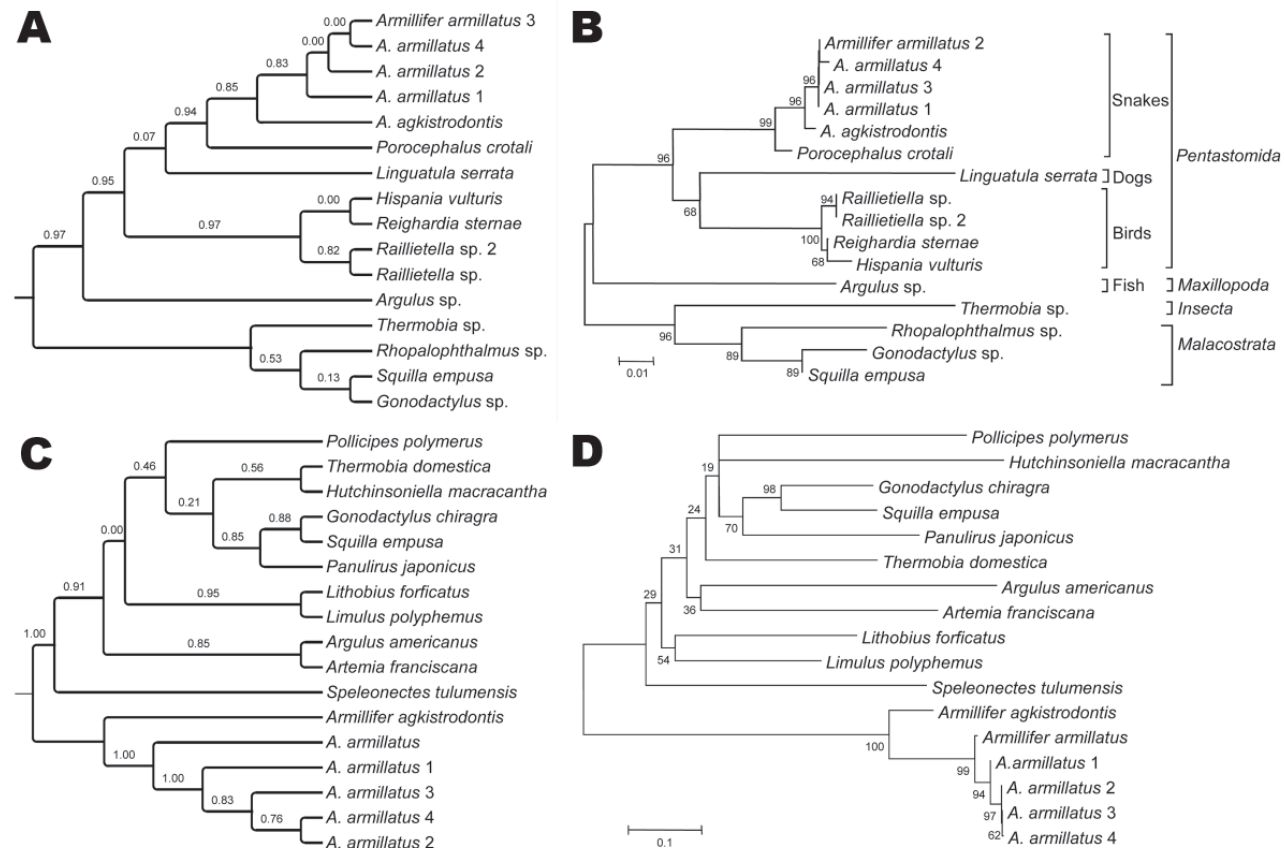 A
0.00
Armillifer armillatus 3
0.00
A. armillatus 4
0.83
A. armillatus 2
0.85
A. armillatus 1
0.94
A. agkistrodontis
0.07
Porocephalus crotali
0.95
Linguatula serrata
0.00
Hispania vulturis
0.97
Reighardia sternae
0.97
0.82
Raillietella sp. 2
Raillietella sp.
Argulus sp.
Thermobia sp.
0.53
Rhopalophthalmus sp.
0.13
Squilla empusa
Gonodactylus sp.
B
Armillifer armillatus 2
A. armillatus 4
96
A. armillatus 3
96
A. armillatus 1
99
A. agkistrodontis
Porocephalus crotali
Snakes
96
Linguatula serrata
Dogs
Pentastomida
68
94
Raillietiella sp.
Raillietiella sp. 2
100
Reighardia sternae
68
Hispania vulturis
Birds
Argulus sp.
Fish
Maxillopoda
Thermobia sp.
Insecta
96
Rhopalophthalmus sp.
89
Gonodactylus sp.
89
Squilla empusa
Malacostrata
0.01
C
Pollicipes polymerus
0.46
0.56
Thermobia domestica
0.21
Hutchinsoniella macracantha
0.88
Gonodactylus chiragra
0.00
0.85
Squilla empusa
Panulirus japonicus
0.91
0.95
Lithobius forficatus
Limulus polyphemus
1.00
0.85
Argulus americanus
Artemia franciscana
Speleonectes tulumensis
Armillifer agkistrodontis
1.00
A. armillatus
1.00
A. armillatus 1
0.83
A. armillatus 3
0.76
A. armillatus 4
A. armillatus 2
D
Pollicipes polymerus
19
Hutchinsoniella macracantha
98
Gonodactylus chiragra
24
Squilla empusa
70
Panulirus japonicus
31
Thermobia domestica
29
Argulus americanus
36
Artemia franciscana
Lithobius forficatus
54
Limulus polyphemus
Speleonectes tulumensis
Armillifer agkistrodontis
100
Armillifer armillatus
99
A.armillatus 1
94
A. armillatus 2
97
A. armillatus 3
62
A. armillatus 4
0.1